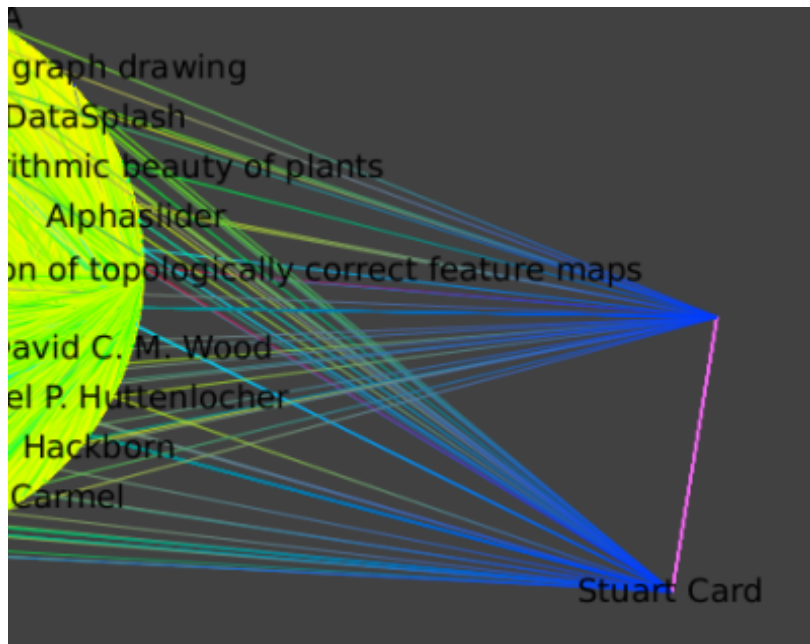 A
graph drawing
DataSplash
rithmic beauty of plants
Alphaslider
on of topologically correct feature maps
avid C. M. Wood
el P. Huttenlocher
Hackborn
Carmel
Stuart Card